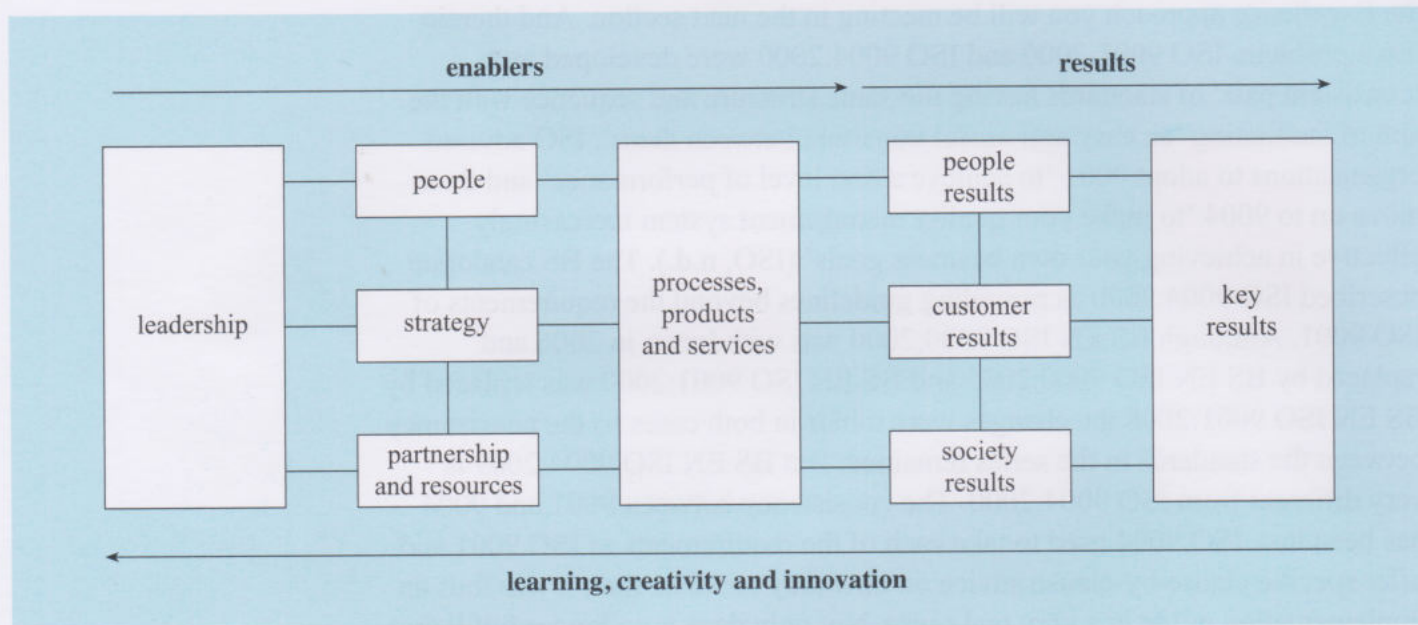 enablers
results
leadership
people
strategy
partnership
and resources
processes,
products
and services
people
results
customer
results
society
results
key
results
learning, creativity and innovation